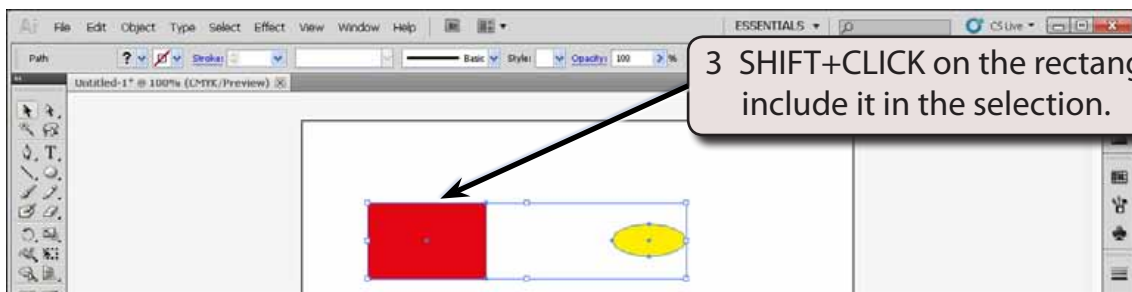 Ai File Edit Object Type Select Effect View Window Help ESSENTIALS CS Live
Path ? Stroke: Basic Style: Opacity: 100 %
Untitled-1* @ 100% (CMYK/Preview)
3 SHIFT+CLICK on the rectang
include it in the selection.
T